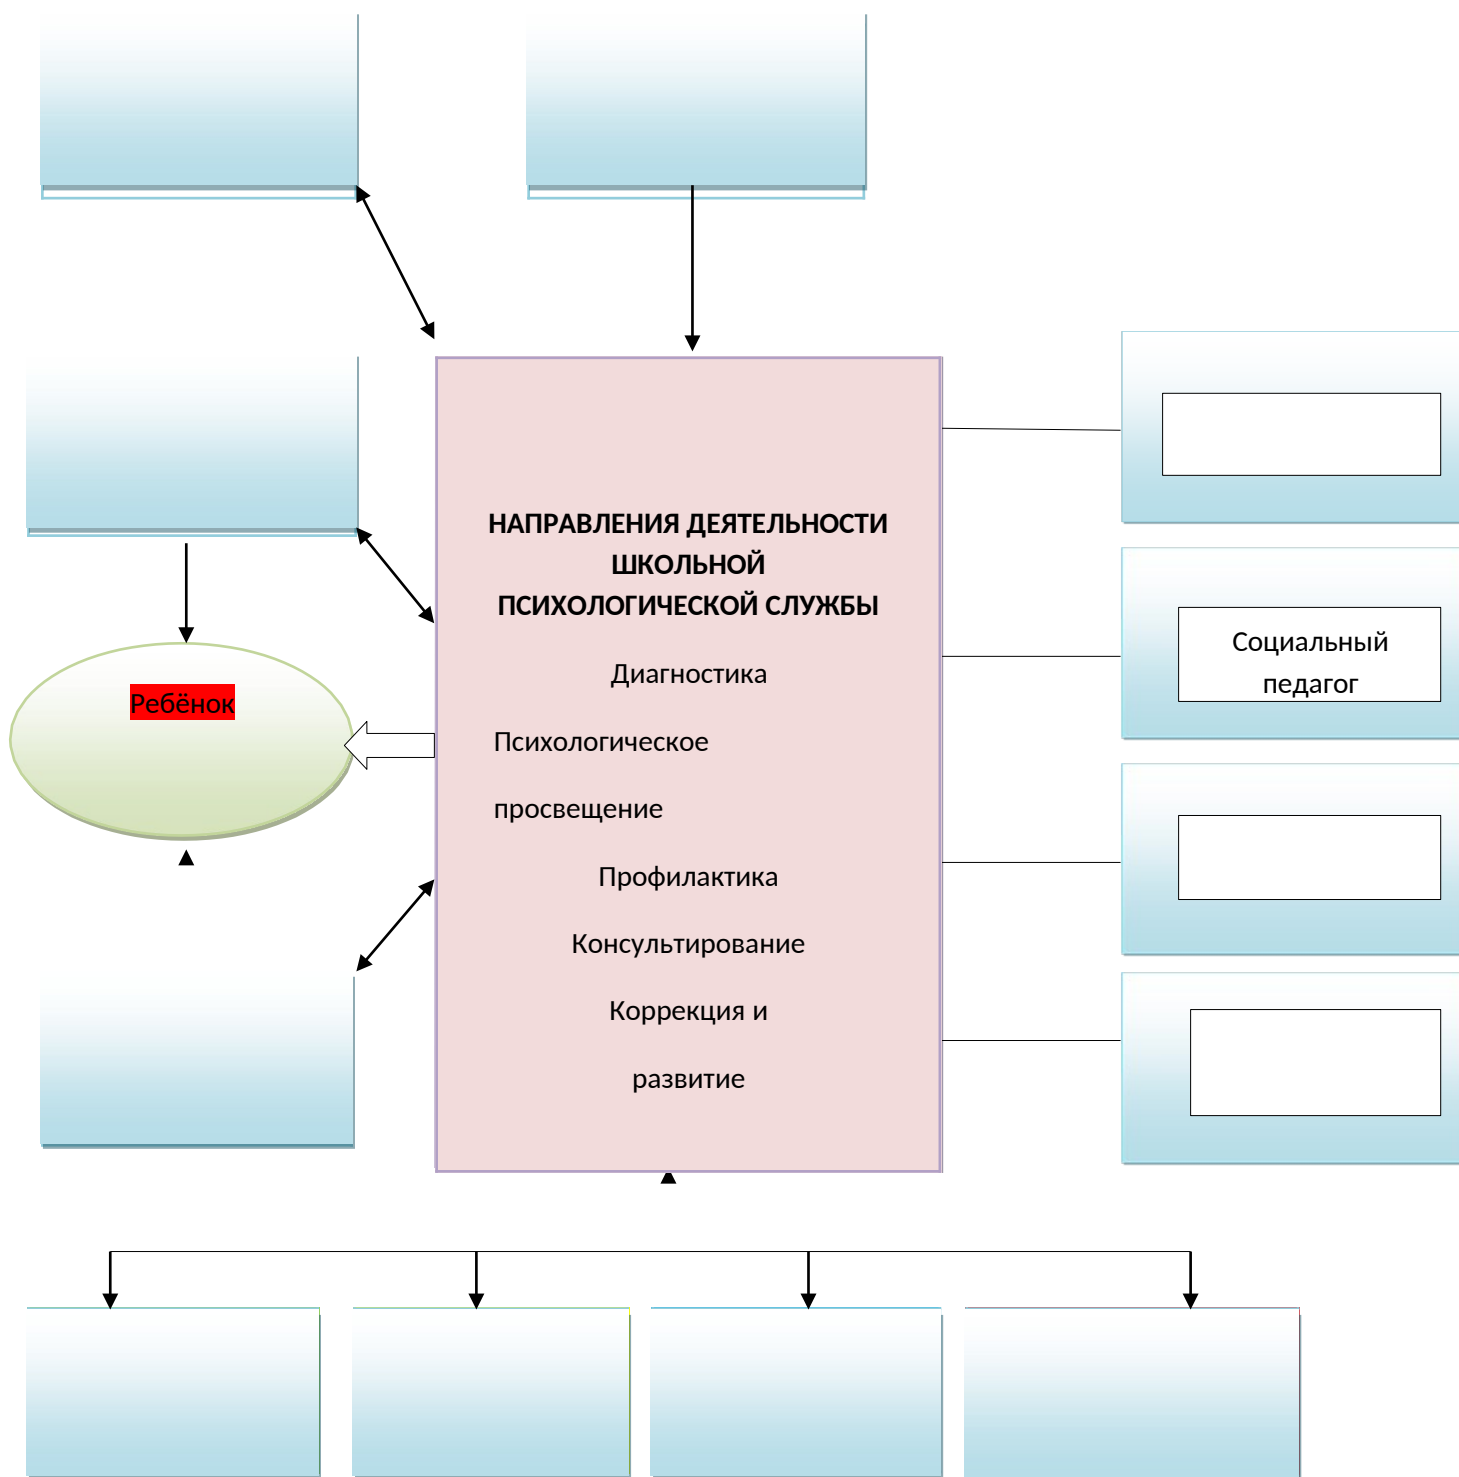 НАПРАВЛЕНИЯ ДЕЯТЕЛЬНОСТИ
ШКОЛЬНОЙ
ПСИХОЛОГИЧЕСКОЙ СЛУЖБЫ
Диагностика
Психологическое
просвещение
Профилактика
Консультирование
Коррекция и
развитие
Ребёнок
Социальный
педагог